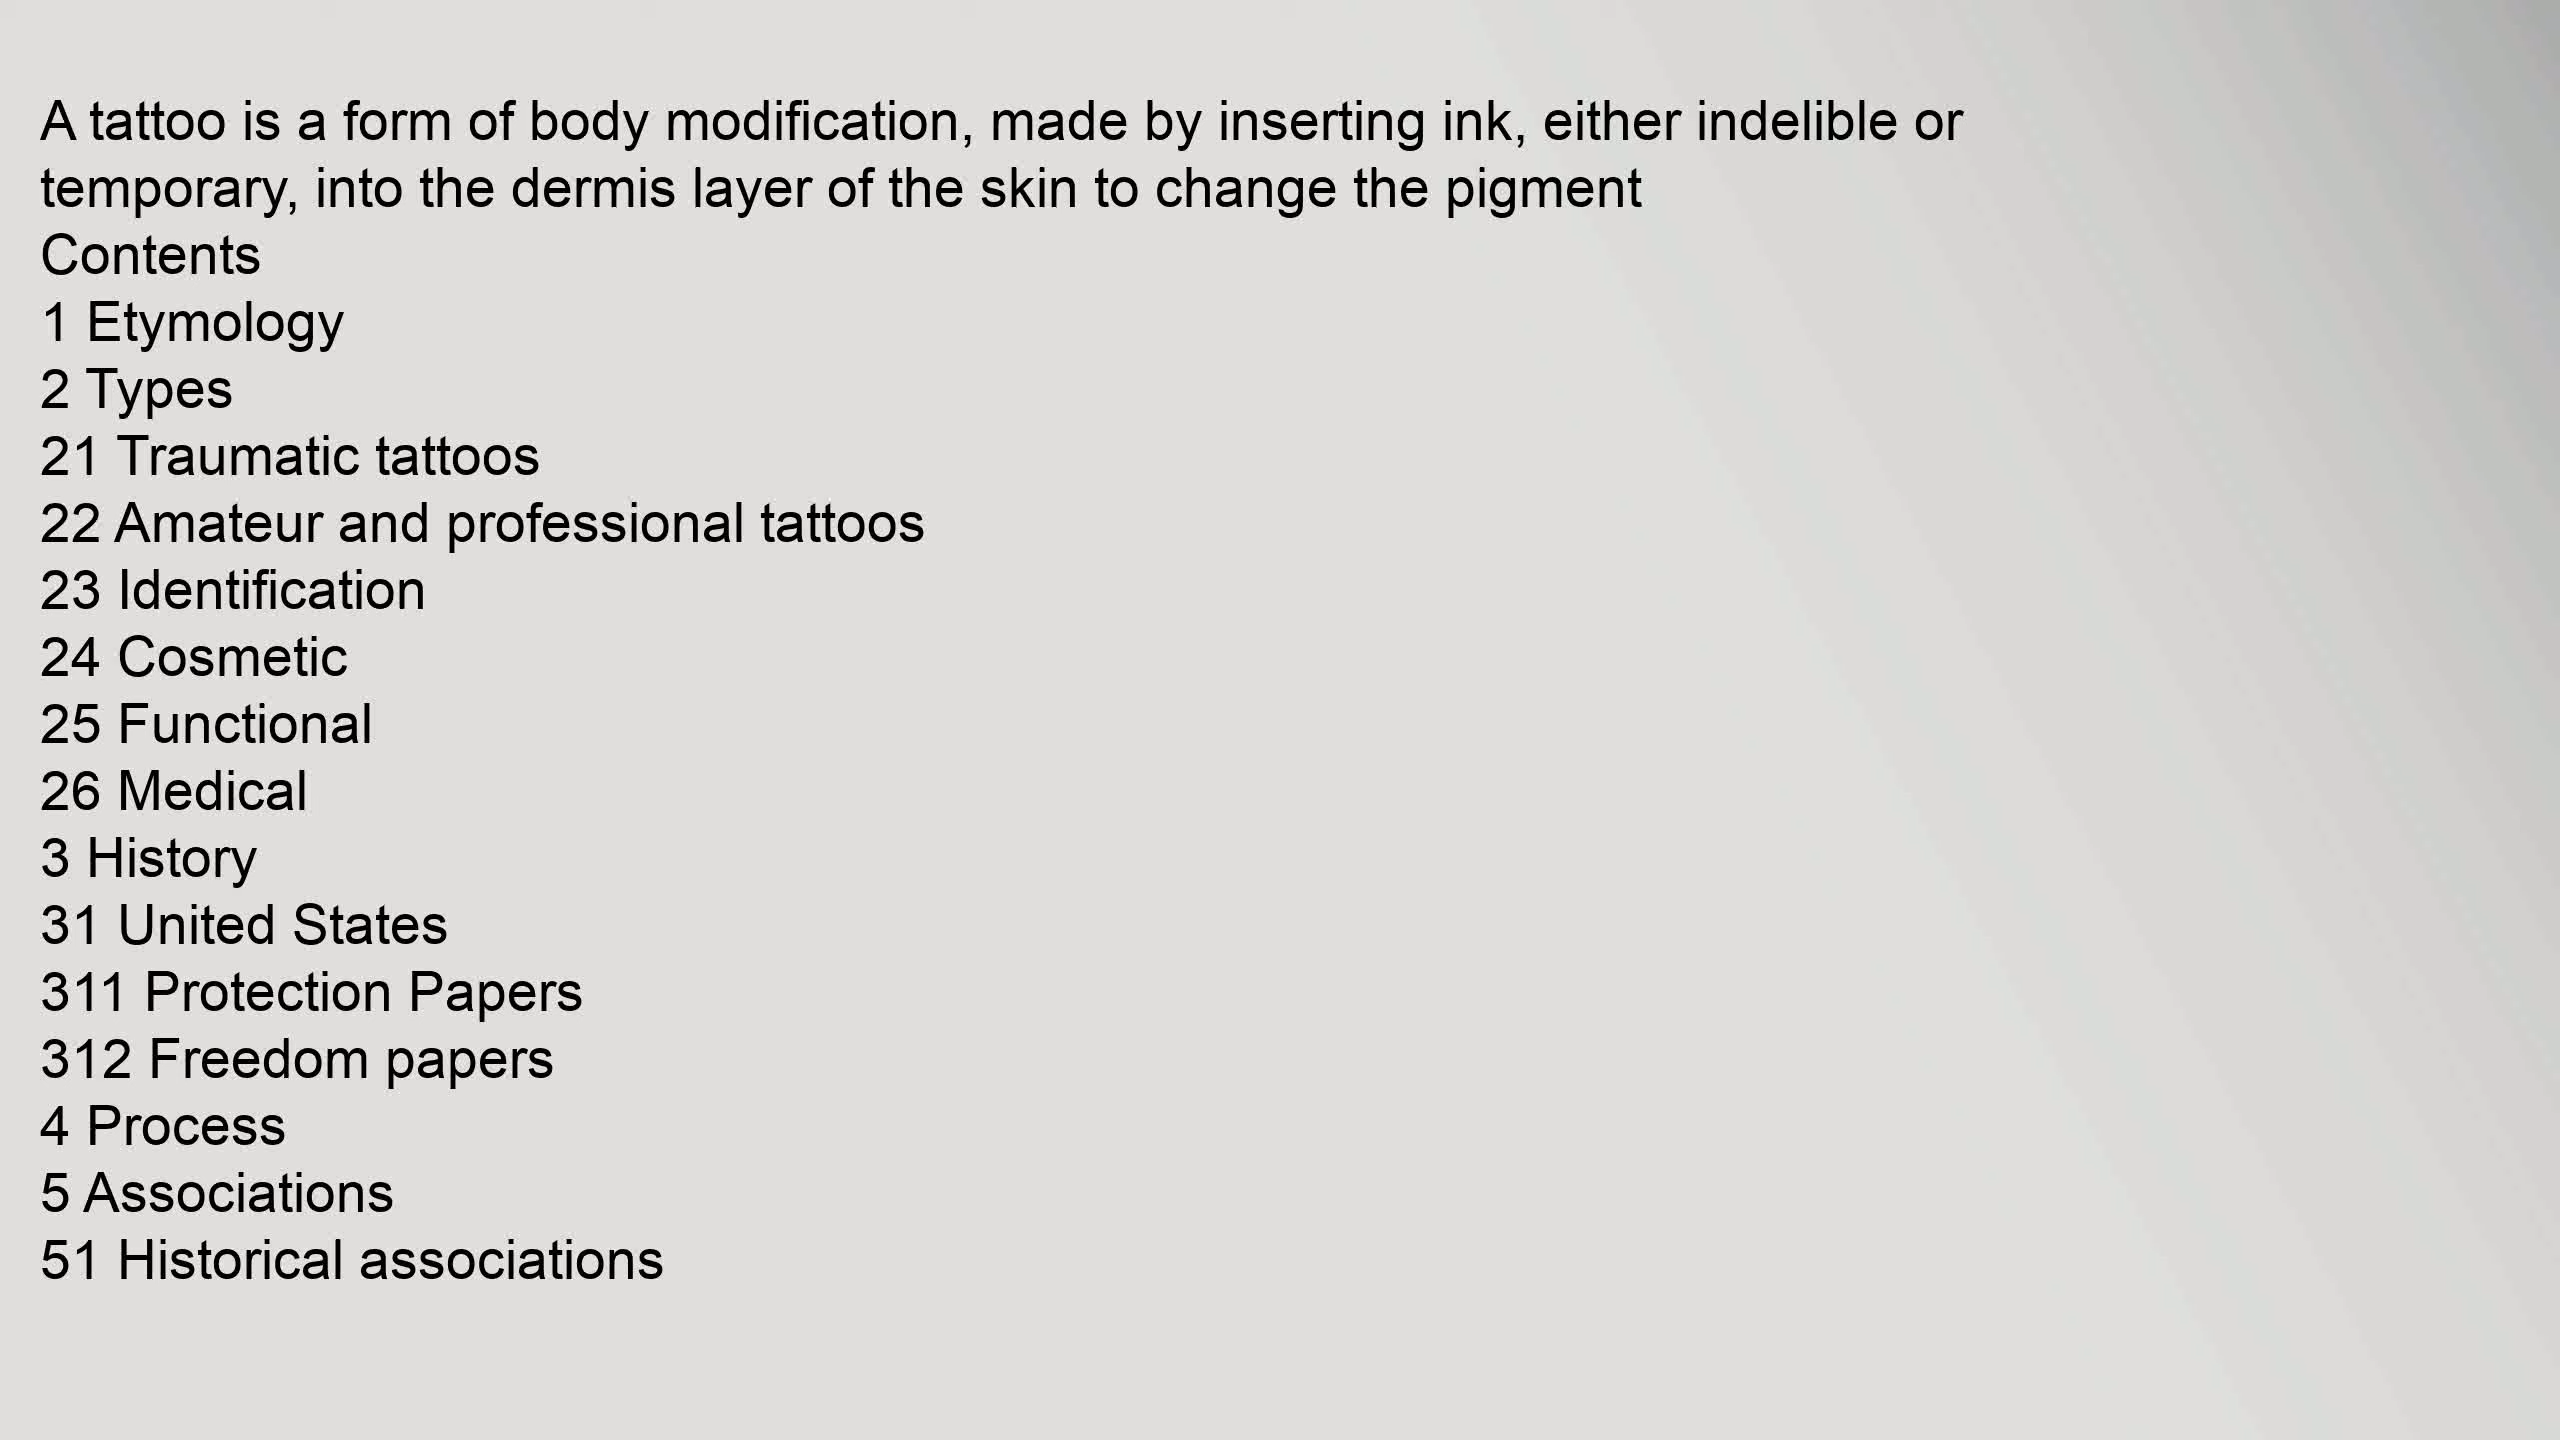 A tattoo is a form of body modification, made by inserting ink, either indelible or
temporary, into the dermis layer of the skin to change the pigment
Contents
1 Etymology
2 Types
21 Traumatic tattoos
22 Amateur and professional tattoos
23 Identification
24 Cosmetic
25 Functional
26 Medical
3 History
31 United States
311 Protection Papers
312 Freedom papers
4 Process
5 Associations
51 Historical associations